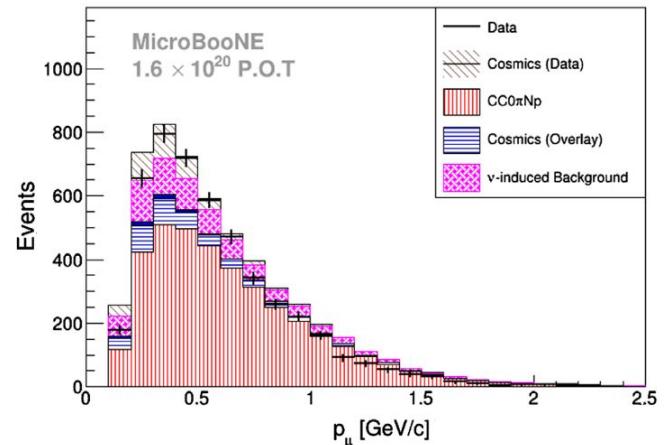 MicroBooNE
1.6 × 10²⁰ P.O.T
Data
Cosmics (Data)
CC0πNp
Cosmics (Overlay)
ν-induced Background
Events
1000
800
600
400
200
0
0 0.5 1 1.5 2 2.5
pμ [GeV/c]